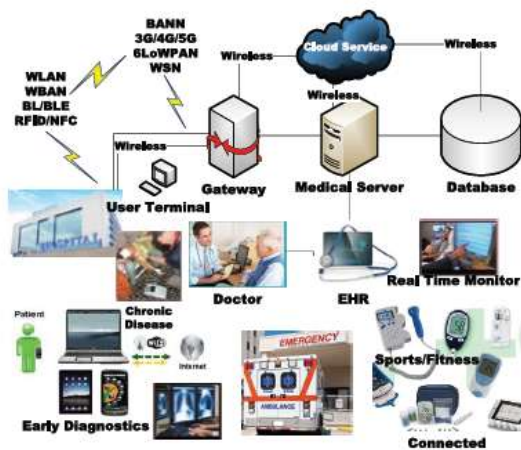 BANN
3G/4G/5G
6LoWPAN
WSN
Cloud Service
Wireless
Wireless
Wireless
WLAN
WBAN
BL/BLE
RFID/NFC
Wireless
Gateway
Medical Server
Database
User Terminal
HOSPITAL
Doctor
EHR
Real Time Monitor
Chronic
Disease
Patient
Internet
EMERGENCY
AMBULANCE
Sports/Fitness
Early Diagnostics
Connected